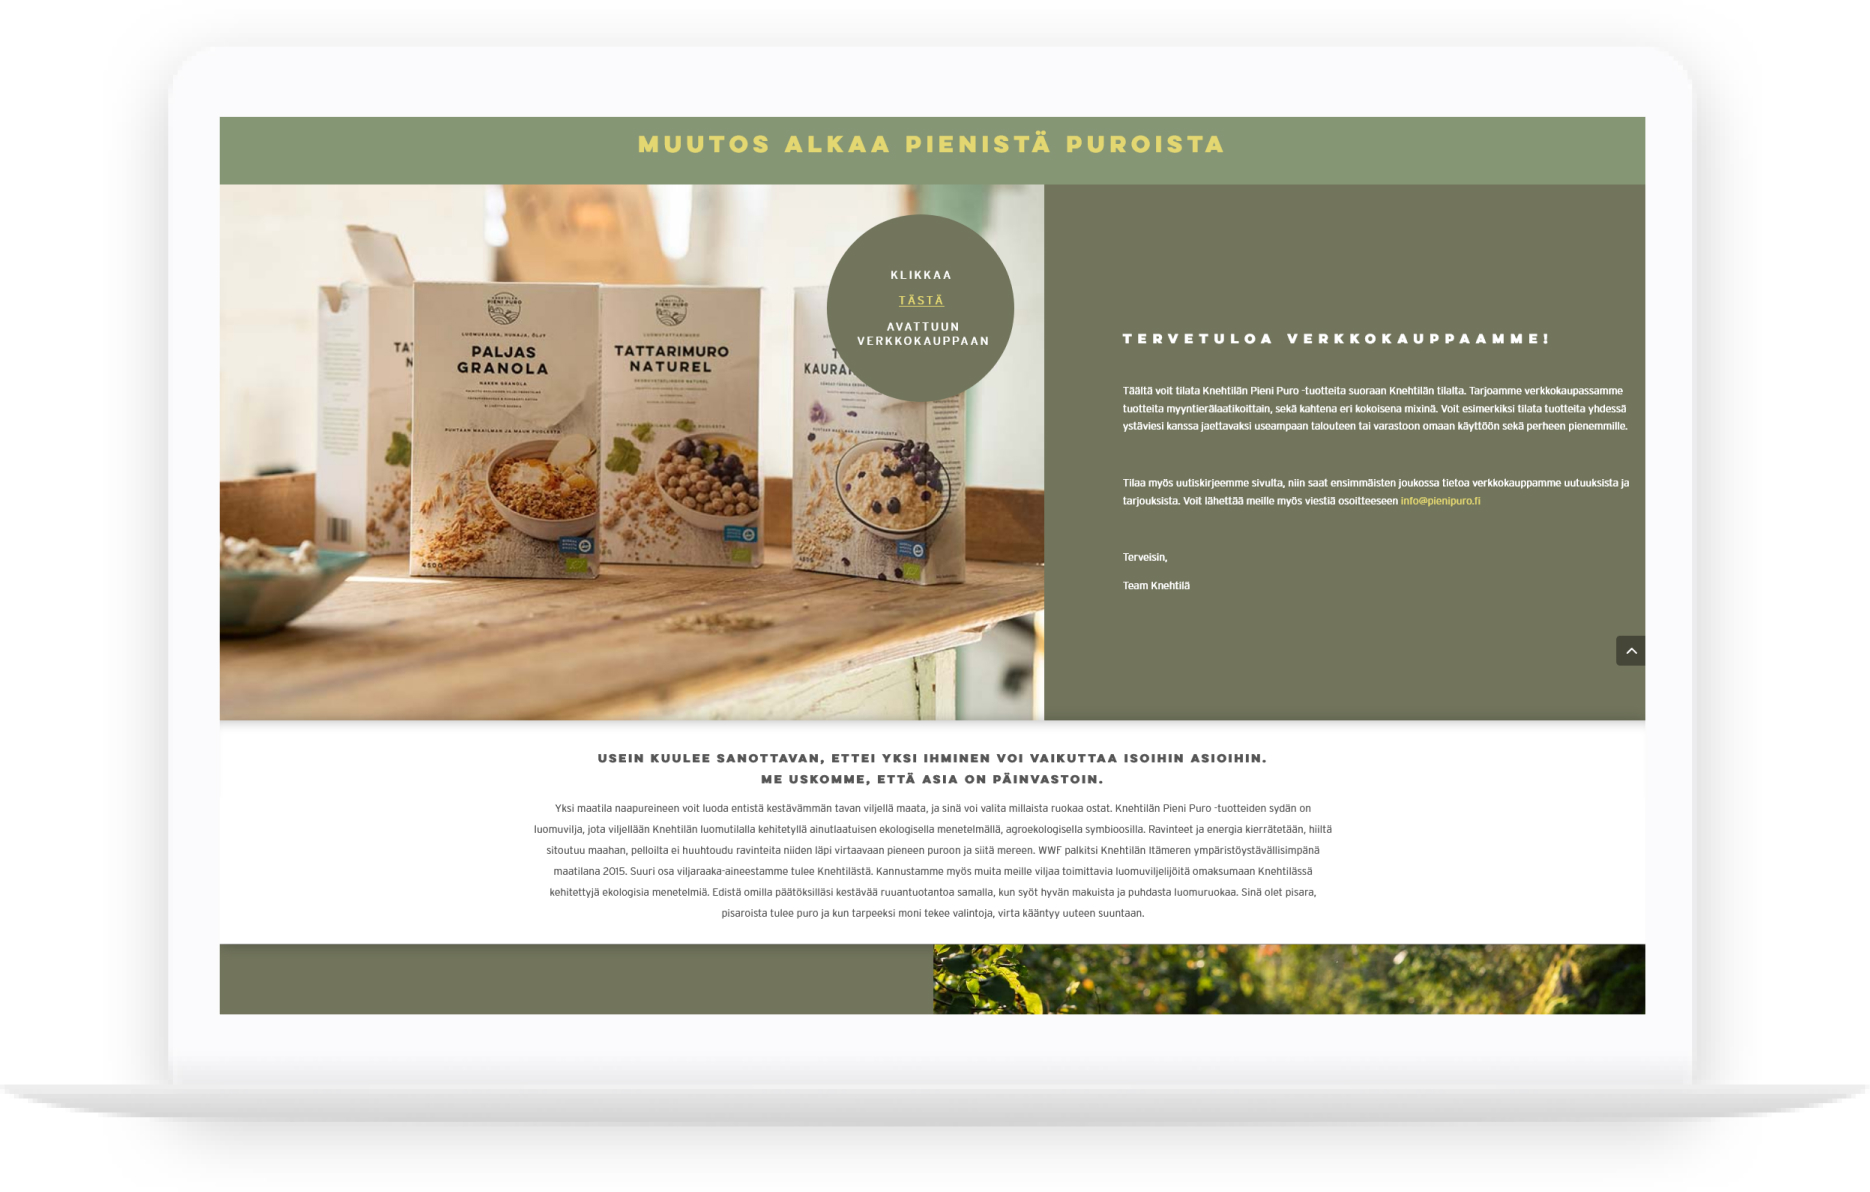 MUUTOS ALKAA PIENISTÄ PUROISTA
KLIKKAA
TÄSTÄ
AVATTUUN
VERKKOKAUPPAAN
PIENI PURO
LUOMUKAURA, HUNAJA, ÖLJY
PALJAS
GRANOLA
450G
PIENI PURO
TATTARIMURO
NATUREL
TERVETULOA VERKKOKAUPPAAMME!
Täältä voit tilata Knehtilän Pieni Puro -tuotteita suoraan Knehtilän tilalta. Tarjoamme verkkokaupassamme
tuotteita myyntierälaatikoittain, sekä kahtena eri kokoisena mixinä. Voit esimerkiksi tilata tuotteita yhdessä
ystäviesi kanssa jaettavaksi useampaan talouteen tai varastoon omaan käyttöön sekä perheen pienemmille.
Tilaa myös uutiskirjeemme sivulta, niin saat ensimmäisten joukossa tietoa verkkokauppamme uutuuksista ja
tarjouksista. Voit lähettää meille myös viestiä osoitteeseen info@pienipuro.fi
Terveisin,
Team Knehtilä
USEIN KUULEE SANOTTAVAN, ETTEI YKSI IHMINEN VOI VAIKUTTAA ISOIHIN ASIOIHIN.
ME USKOMME, ETTÄ ASIA ON PÄINVASTOIN.
Yksi maatila naapureineen voit luoda entistä kestävämmän tavan viljellä maata, ja sinä voi valita millaista ruokaa ostat. Knehtilän Pieni Puro -tuotteiden sydän on
luomuvilja, jota viljellään Knehtilän luomutilalla kehitetyllä ainutlaatuisen ekologisella menetelmällä, agroekologisella symbioosilla. Ravinteet ja energia kierrätetään, hiiltä
sitoutuu maahan, pelloilta ei huuhtoudu ravinteita niiden läpi virtaavaan pieneen puroon ja siitä mereen. WWF palkitsi Knehtilän Itämeren ympäristöystävällisimpänä
maatilana 2015. Suuri osa viljaraaka-aineestamme tulee Knehtilästä. Kannustamme myös muita meille viljaa toimittavia luomuviljelijöitä omaksumaan Knehtilässä
kehitettyjä ekologisia menetelmiä. Edistä omilla päätöksilläsi kestävää ruuantuotantoa samalla, kun syöt hyvän makuista ja puhdasta luomuruokaa. Sinä olet pisara,
pisaroista tulee puro ja kun tarpeeksi moni tekee valintoja, virta kääntyy uuteen suuntaan.